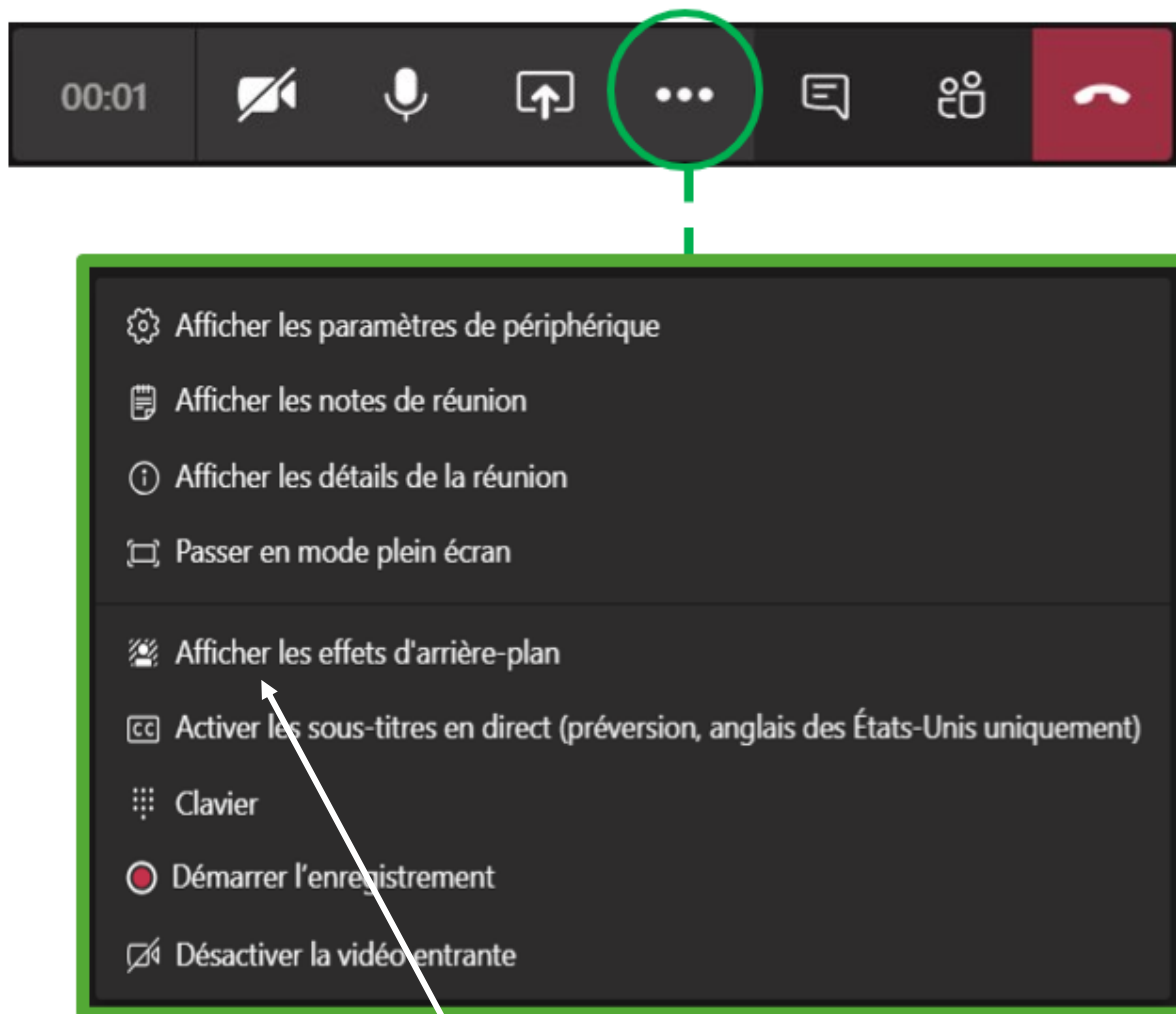 00:01
Afficher les paramètres de périphérique
Afficher les notes de réunion
Afficher les détails de la réunion
Passer en mode plein écran
Afficher les effets d'arrière-plan
CC Activer les sous-titres en direct (préversion, anglais des États-Unis uniquement)
Clavier
Démarrer l'enregistrement
Désactiver la vidéo entrante